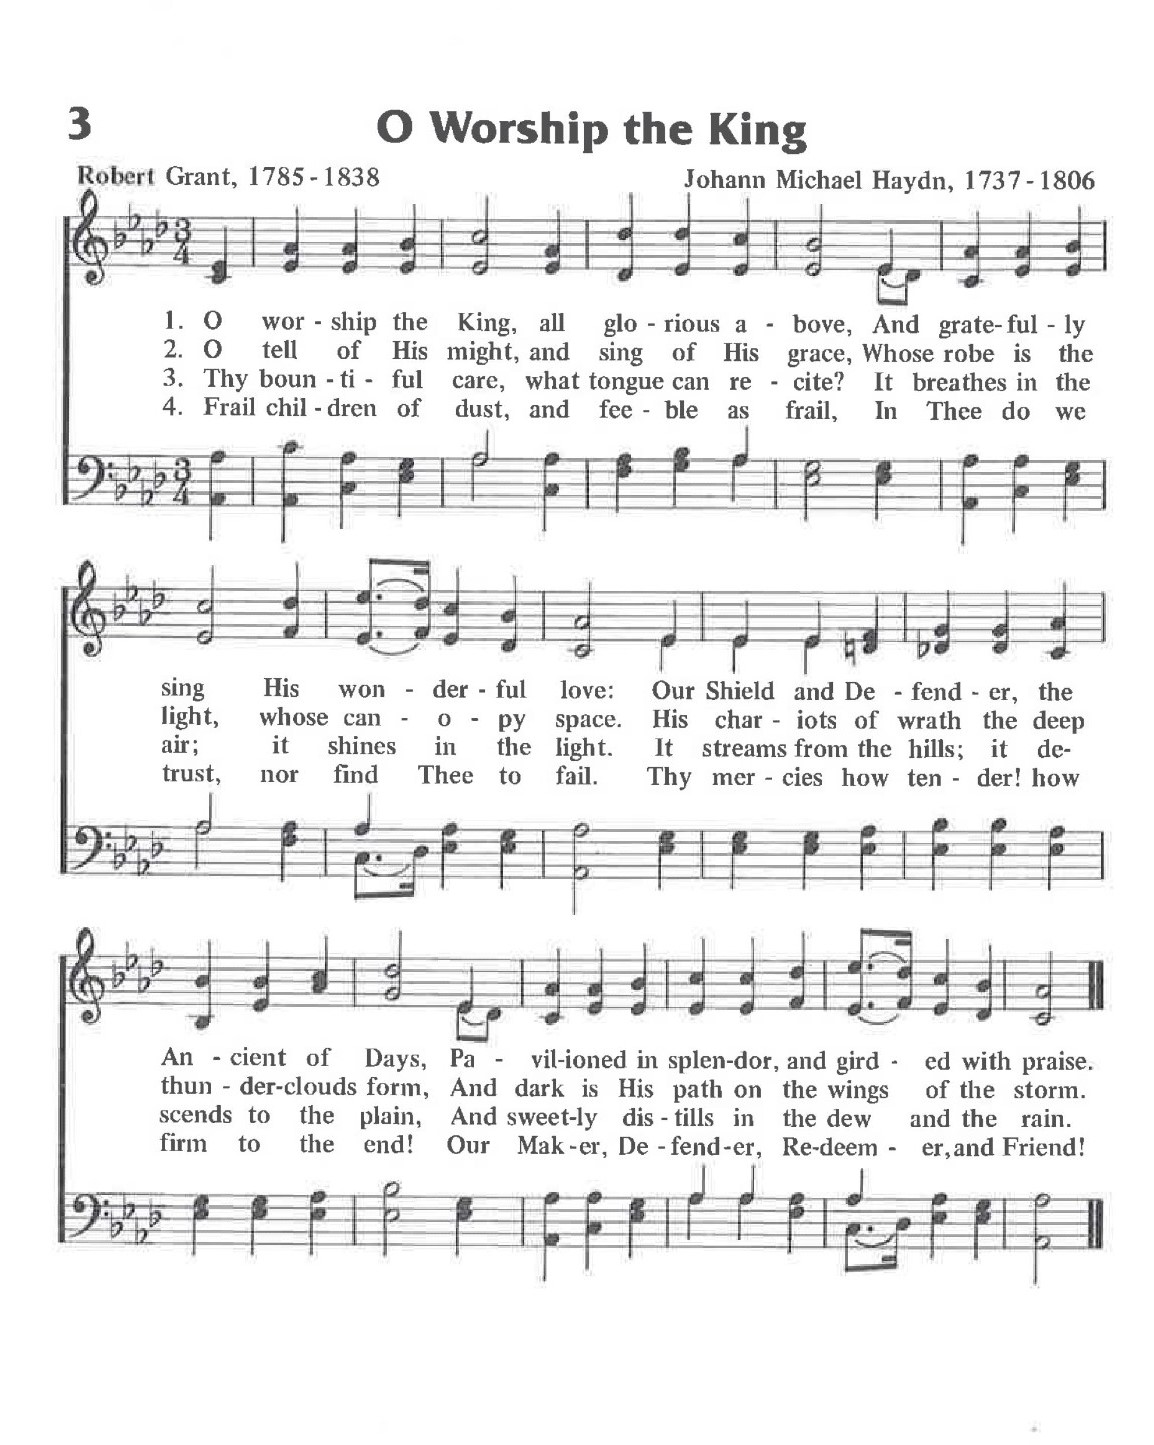 3
O Worship the King
Robert Grant, 1785-1838
Johann Michael Haydn, 1737-1806
3
4
1. O wor - ship the King, all glo - rious a - bove, And grate- ful - ly
2. O tell of His might, and sing of His grace, Whose robe is the
3. Thy boun - ti - ful care, what tongue can re - cite? It breathes in the
4. Frail chil - dren of dust, and fee - ble as frail, In Thee do we
3
4
sing His won - der - ful love: Our Shield and De - fend - er, the
light, whose can - o - py space. His char - iots of wrath the deep
air; it shines in the light. It streams from the hills; it de-
trust, nor find Thee to fail. Thy mer - cies how ten - der! how
An - cient of Days, Pa - vil-ioned in splen-dor, and gird - ed with praise.
thun - der-clouds form, And dark is His path on the wings of the storm.
scends to the plain, And sweet-ly dis - tills in the dew and the rain.
firm to the end! Our Mak -er, De - fend-er, Re-deem - er, and Friend!